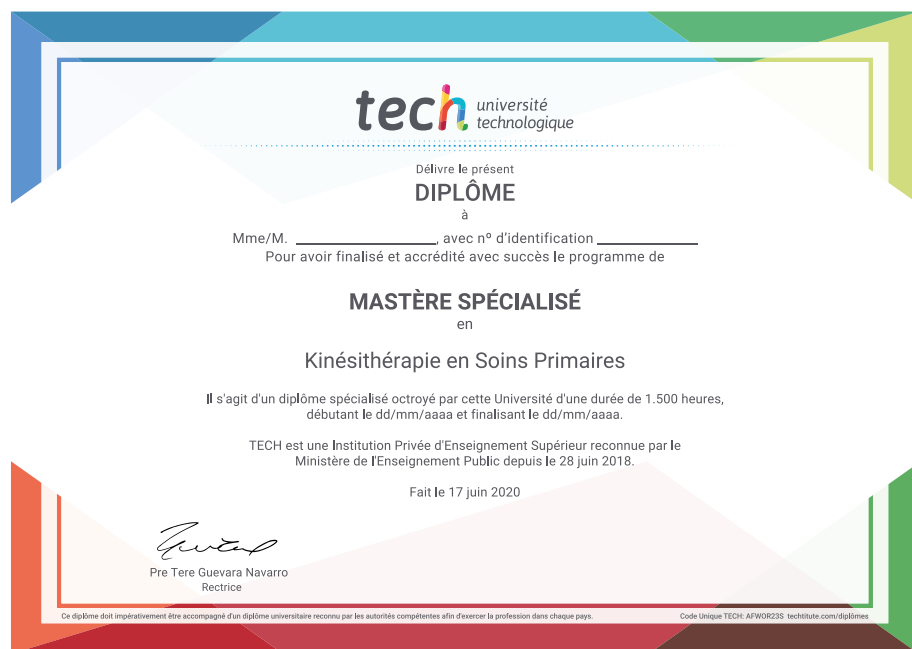 tech université
technologique
Délivre le présent
DIPLÔME
à
Mme/M. ____________________, avec nº d'identification ______________
Pour avoir finalisé et accrédité avec succès le programme de
MASTÈRE SPÉCIALISÉ
en
Kinésithérapie en Soins Primaires
Il s'agit d'un diplôme spécialisé octroyé par cette Université d'une durée de 1.500 heures,
débutant le dd/mm/aaaa et finalisant le dd/mm/aaaa.
TECH est une Institution Privée d'Enseignement Supérieur reconnue par le
Ministère de l'Enseignement Public depuis le 28 juin 2018.
Fait le 17 juin 2020
Pre Tere Guevara Navarro
Rectrice
Ce diplôme doit impérativement être accompagné d'un diplôme universitaire reconnu par les autorités compétentes afin d'exercer la profession dans chaque pays. Code Unique TECH: AFWOR23S techtitute.com/diplômes